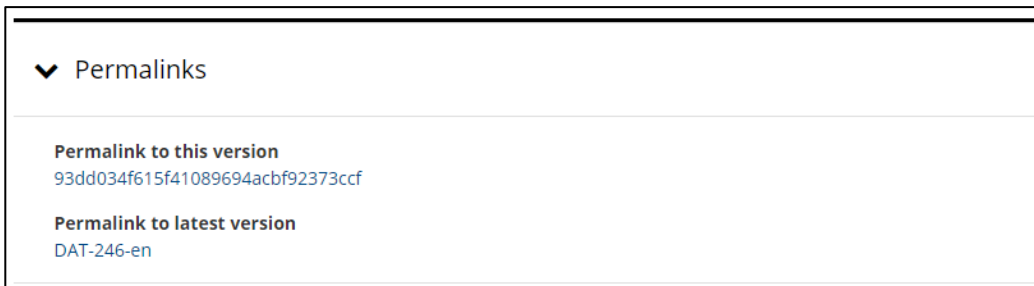 Permalinks
Permalink to this version
93dd034f615f41089694acbf92373ccf
Permalink to latest version
DAT-246-en